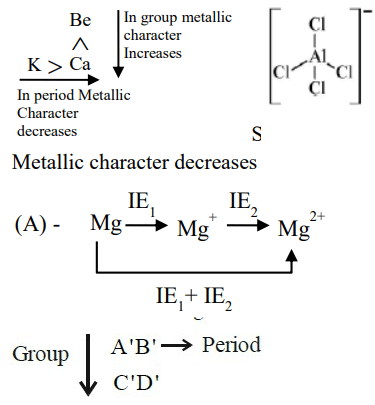 Be
^
K > Ca
In group metallic
character
Increases
In period Metallic
Character
decreases
Cl
Al
Cl Cl
Cl
−
S
Metallic character decreases
(A) - Mg IE₁ Mg⁺ IE₂ Mg²⁺
IE₁ + IE₂
Group A'B' → Period
C'D'